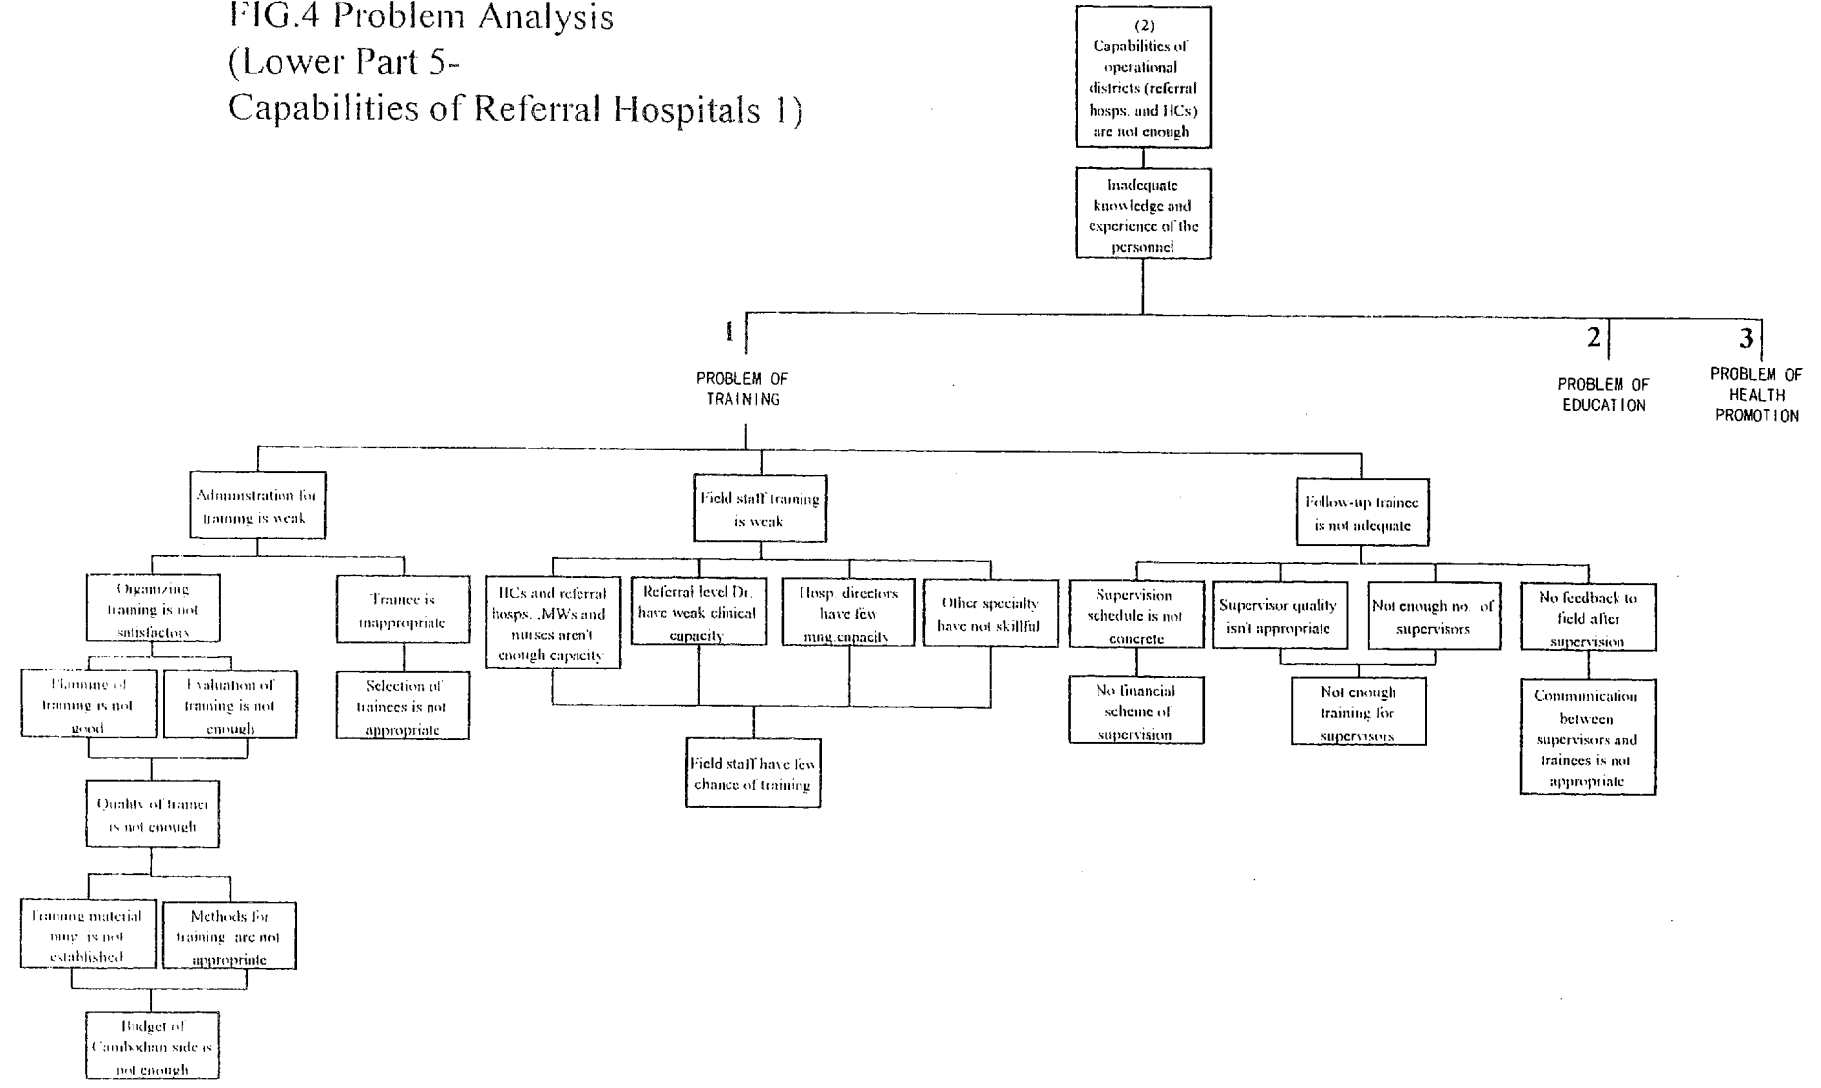 FIG.4 Problem Analysis
(Lower Part 5-
Capabilities of Referral Hospitals 1)
(2)
Capabilities of
operational
districts (referral
hosps. and HCs)
are not enough
Inadequate
knowledge and
experience of the
personnel
1
PROBLEM OF
TRAINING
2
PROBLEM OF
EDUCATION
3
PROBLEM OF
HEALTH
PROMOTION
Administration for
training is weak
Field staff training
is weak
Follow-up trainee
is not adequate
Organizing
training is not
satisfactory
Trainee is
inappropriate
HCs and referral
hosps. ,MWs and
nurses aren't
enough capacity
Referral level Dr.
have weak clinical
capacity
Hosp. directors
have few
mng.capacity
Other specialty
have not skillful
Supervision
schedule is not
concrete
Supervisor quality
isn't appropriate
Not enough no. of
supervisors
No feedback to
field after
supervision
Planning of
training is not
good
Evaluation of
training is not
enough
Selection of
trainees is not
appropriate
No financial
scheme of
supervision
Not enough
training for
supervisors
Communication
between
supervisors and
trainees is not
appropriate
Field staff have few
chance of training
Quality of trainer
is not enough
Training material
mng. is not
established
Methods for
training are not
appropriate
Budget of
Cambodian side is
not enough